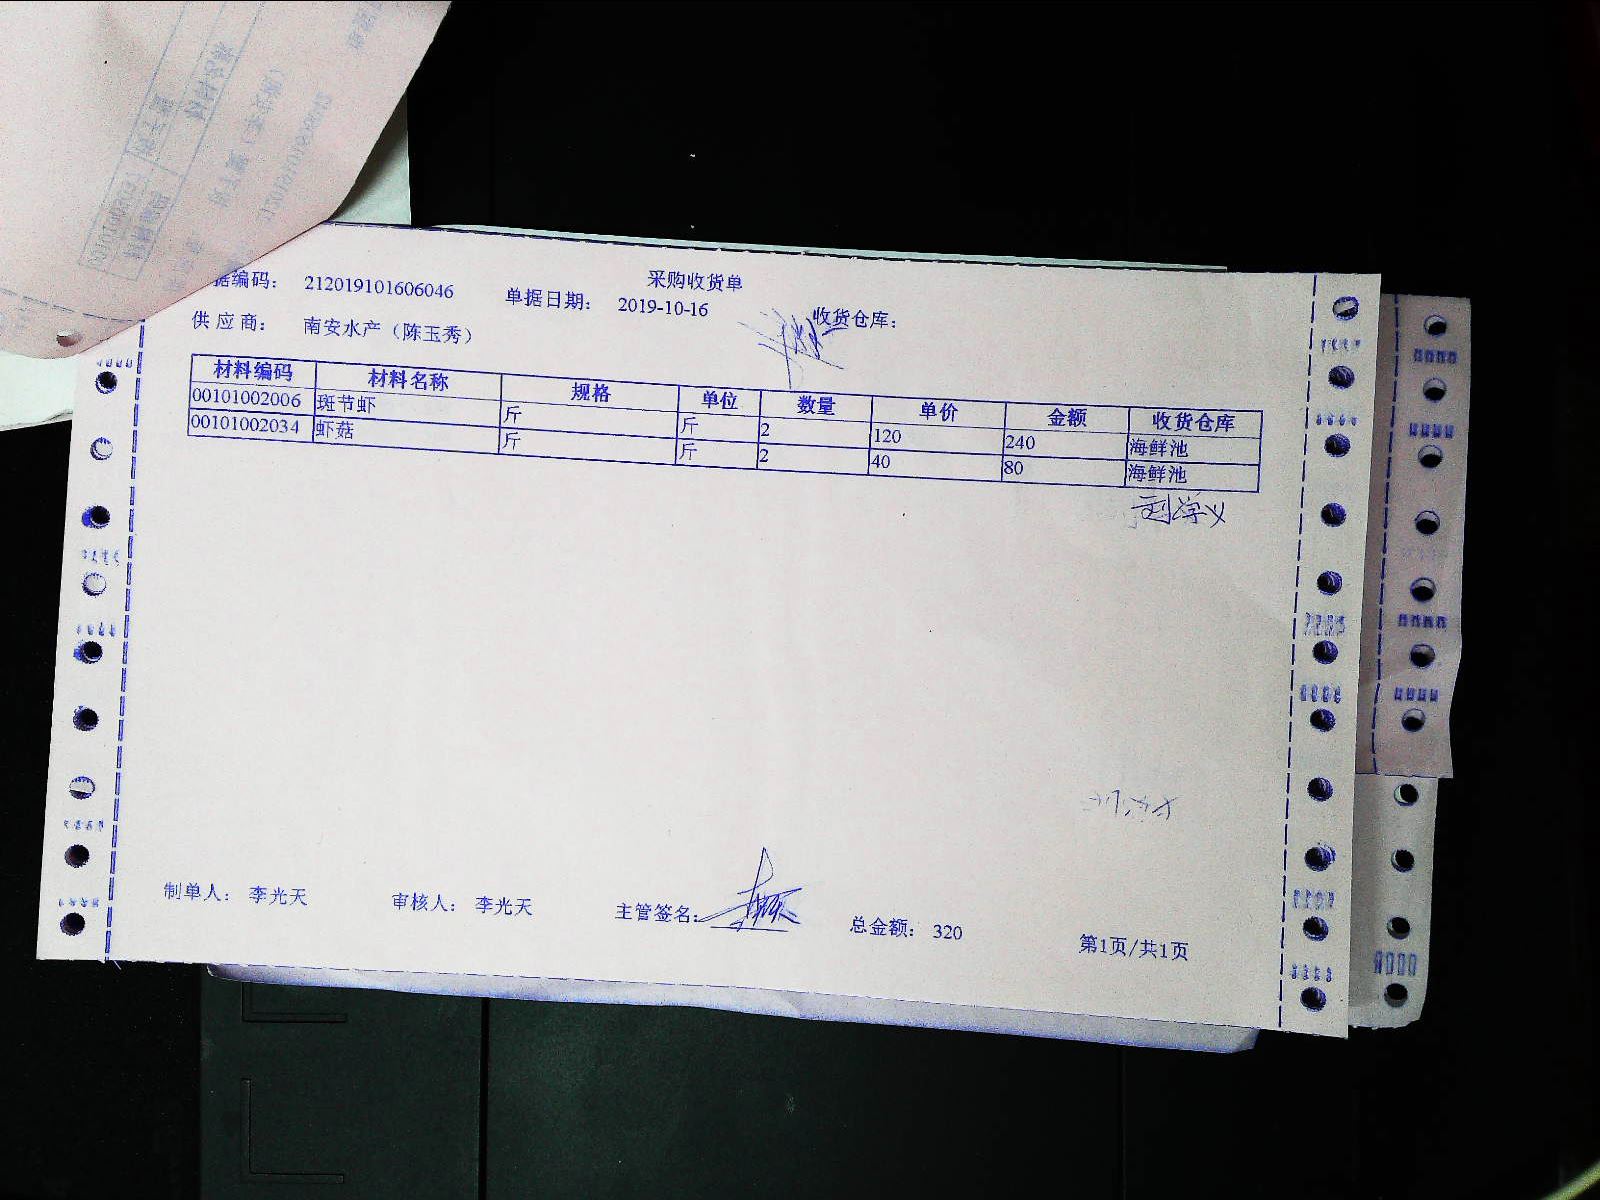 采购收货单
据编码： 212019101606046 单据日期： 2019-10-16 收货仓库：
供 应 商： 南安水产（陈玉秀）
材料编码 材料名称 规格 单位 数量 单价 金额 收货仓库
00101002006 斑节虾 斤 斤 2 120 240 海鲜池
00101002034 虾菇 斤 斤 2 40 80 海鲜池
刘学义
制单人： 李光天 审核人： 李光天 主管签名： 总金额： 320 第1页/共1页